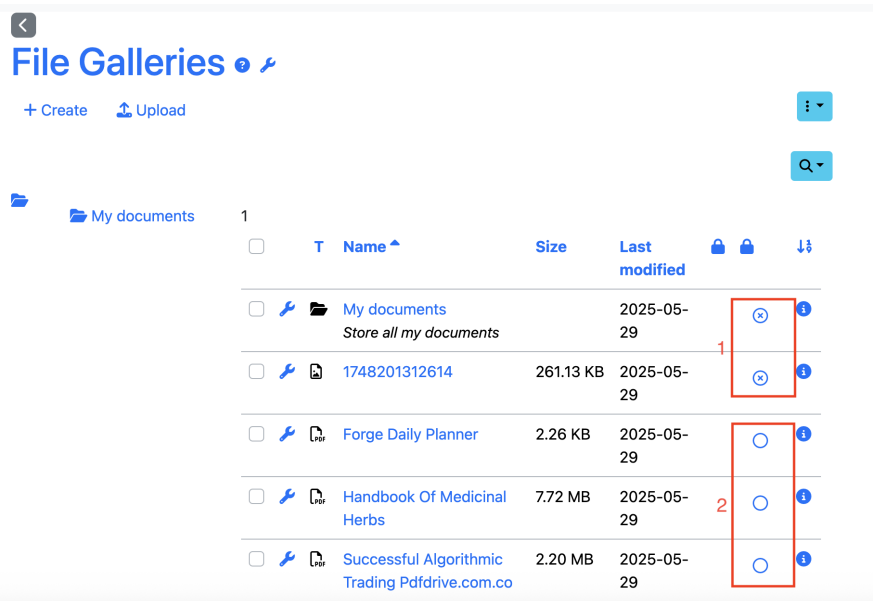 File Galleries
+ Create
Upload
My documents
1
T Name Size Last modified
My documents 2025-05-
Store all my documents 29
1
1748201312614 261.13 KB 2025-05-
29
Forge Daily Planner 2.26 KB 2025-05-
29
2
Handbook Of Medicinal 7.72 MB 2025-05-
Herbs 29
Successful Algorithmic 2.20 MB 2025-05-
Trading Pdfdrive.com.co 29